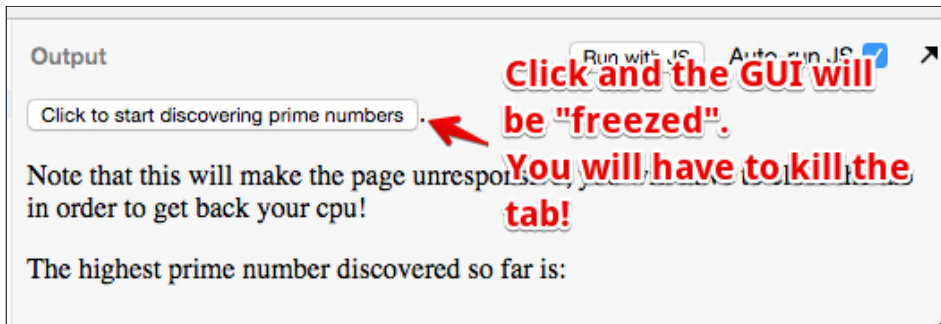 Output
Run with JS
Auto-run JS
Click to start discovering prime numbers
.
Click and the GUI will
be "freezed".
You will have to kill the
tab!
Note that this will make the page
in order to get back your cpu!
The highest prime number discovered so far is: